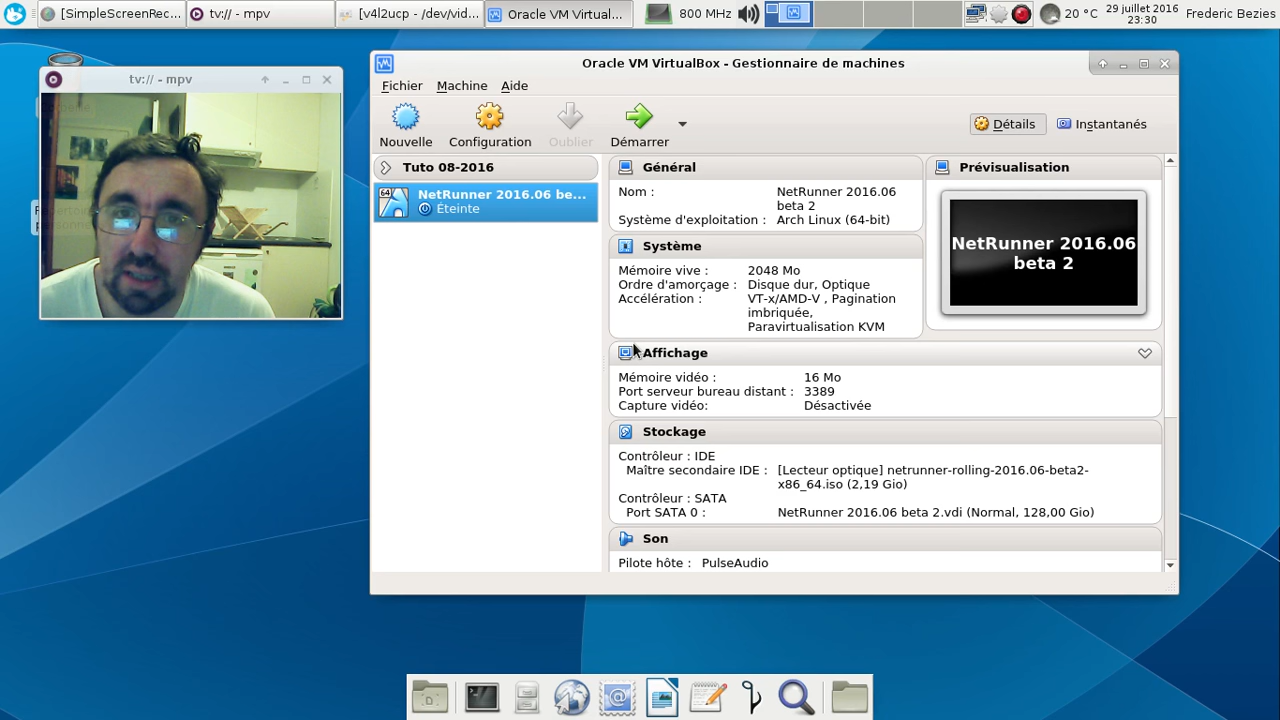 [SimpleScreenRec...
tv:// - mpv
[v4l2ucp - /dev/vid...
Oracle VM Virtual...
800 MHz
20 °C
29 juillet 2016
23:30
Frederic Bezies
tv:// - mpv
Oracle VM VirtualBox - Gestionnaire de machines
Fichier Machine Aide
Nouvelle Configuration Oublier Démarrer
Détails Instantanés
Tuto 08-2016
64
NetRunner 2016.06 be...
Éteinte
Général
Nom : NetRunner 2016.06
beta 2
Système d'exploitation : Arch Linux (64-bit)
Prévisualisation
NetRunner 2016.06
beta 2
Système
Mémoire vive : 2048 Mo
Ordre d'amorçage : Disque dur, Optique
Accélération : VT-x/AMD-V , Pagination
imbriquée,
Paravirtualisation KVM
Affichage
Mémoire vidéo : 16 Mo
Port serveur bureau distant : 3389
Capture vidéo: Désactivée
Stockage
Contrôleur : IDE
Maître secondaire IDE : [Lecteur optique] netrunner-rolling-2016.06-beta2-
x86_64.iso (2,19 Gio)
Contrôleur : SATA
Port SATA 0 : NetRunner 2016.06 beta 2.vdi (Normal, 128,00 Gio)
Son
Pilote hôte : PulseAudio